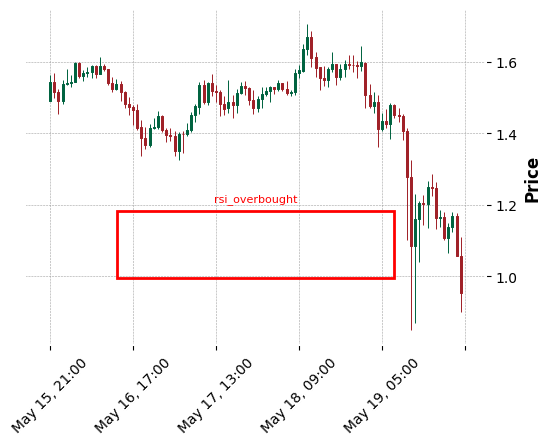 rsi_overbought
1.6
1.4
1.2
1.0
Price
May 15, 21:00
May 16, 17:00
May 17, 13:00
May 18, 09:00
May 19, 05:00